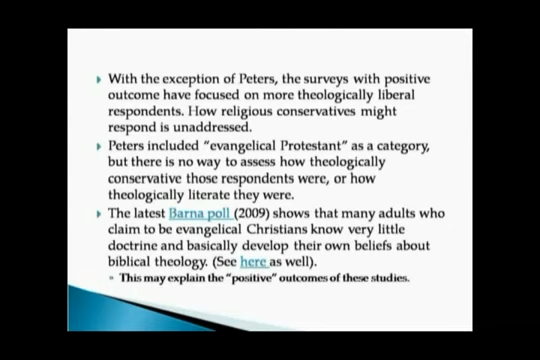 With the exception of Peters, the surveys with positive
outcome have focused on more theologically liberal
respondents. How religious conservatives might
respond is unaddressed.
Peters included "evangelical Protestant" as a category,
but there is no way to assess how theologically
conservative those respondents were, or how
theologically literate they were.
The latest Barna poll (2009) shows that many adults who
claim to be evangelical Christians know very little
doctrine and basically develop their own beliefs about
biblical theology. (See here as well).
This may explain the "positive" outcomes of these studies.